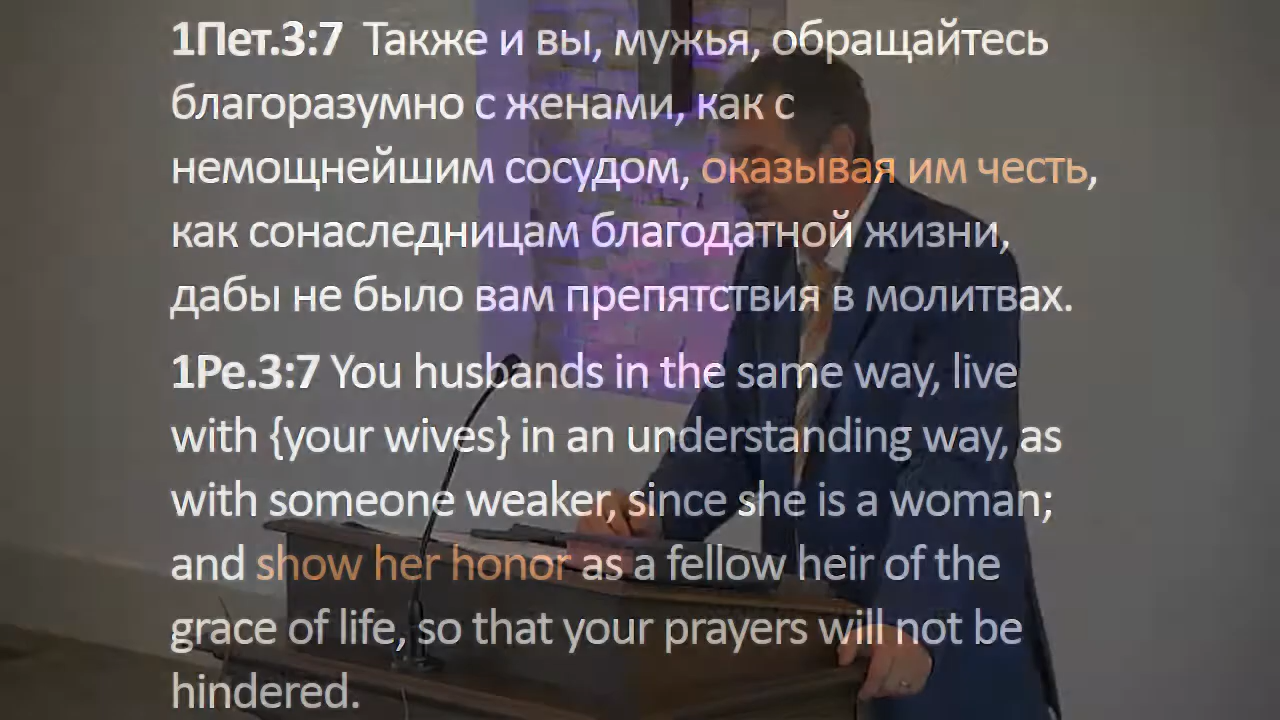 1Пет.3:7 Также и вы, мужья, обращайтесь
благоразумно с женами, как с
немощнейшим сосудом, оказывая им честь,
как сонаследницам благодатной жизни,
дабы не было вам препятствия в молитвах.
1Pe.3:7 You husbands in the same way, live
with {your wives} in an understanding way, as
with someone weaker, since she is a woman;
and show her honor as a fellow heir of the
grace of life, so that your prayers will not be
hindered.